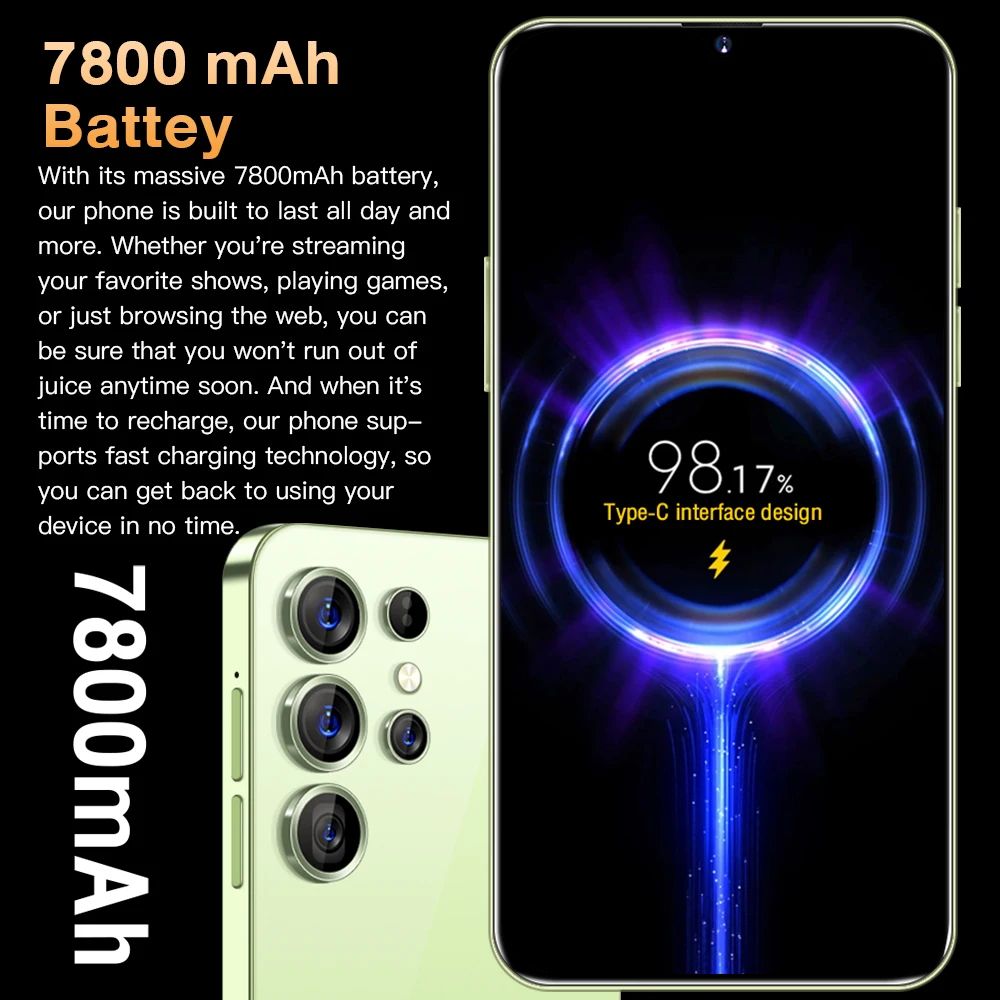 7800 mAh
Battey
With its massive 7800mAh battery,
our phone is built to last all day and
more. Whether you're streaming
your favorite shows, playing games,
or just browsing the web, you can
be sure that you won't run out of
juice anytime soon. And when it's
time to recharge, our phone sup-
ports fast charging technology, so
you can get back to using your
device in no time.
7800mAh
98.17%
Type-C interface design